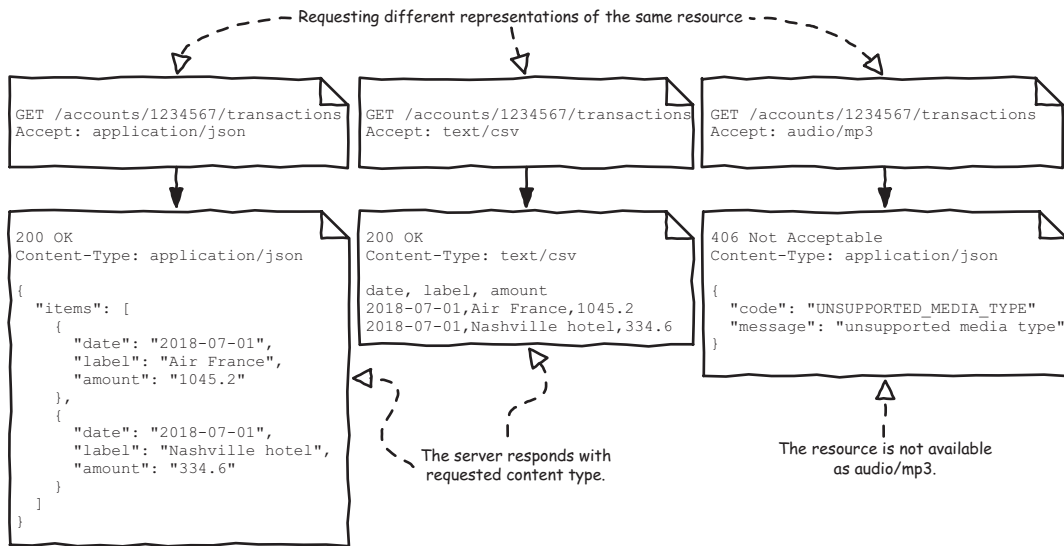 Requesting different representations of the same resource
GET /accounts/1234567/transactions
Accept: application/json
GET /accounts/1234567/transactions
Accept: text/csv
GET /accounts/1234567/transactions
Accept: audio/mp3
200 OK
Content-Type: application/json
{
"items": [
{
"date": "2018-07-01",
"label": "Air France",
"amount": "1045.2"
},
{
"date": "2018-07-01",
"label": "Nashville hotel",
"amount": "334.6"
}
]
}
200 OK
Content-Type: text/csv
date, label, amount
2018-07-01,Air France,1045.2
2018-07-01,Nashville hotel,334.6
406 Not Acceptable
Content-Type: application/json
{
"code": "UNSUPPORTED_MEDIA_TYPE"
"message": "unsupported media type"
}
The server responds with
requested content type.
The resource is not available
as audio/mp3.